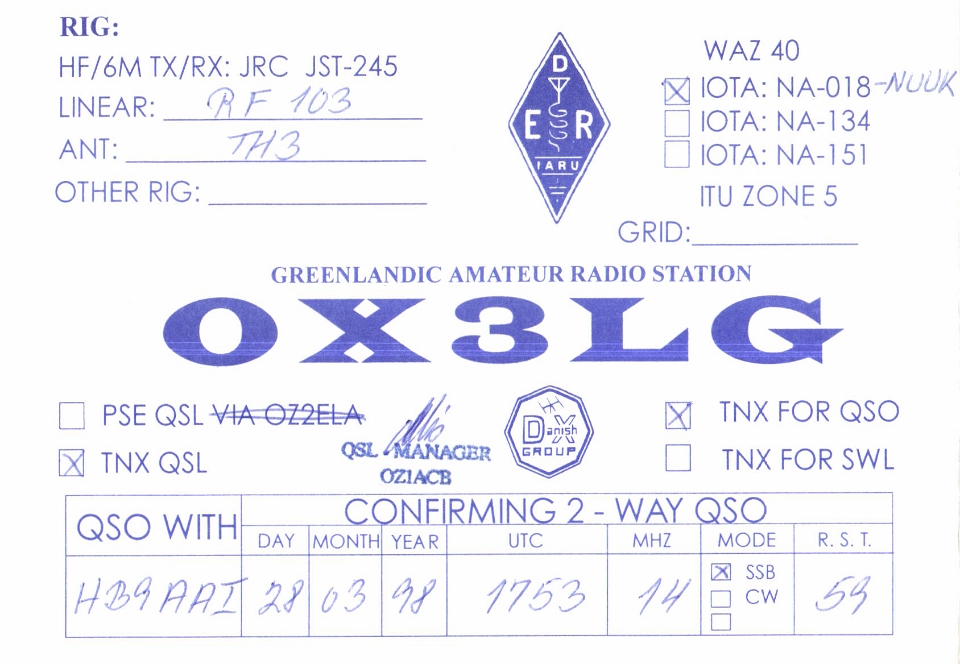 RIG:
HF/6M TX/RX: JRC JST-245
LINEAR: RF 103
ANT: TH3
OTHER RIG:
D
E R
IARU
WAZ 40
IOTA: NA-018-NUUK
IOTA: NA-134
IOTA: NA-151
ITU ZONE 5
GRID:
GREENLANDIC AMATEUR RADIO STATION
OX3LG
PSE QSL VIA OZ2ELA
TNX QSL
QSL MANAGER
OZ1ACB
Danish
DX
GROUP
TNX FOR QSO
TNX FOR SWL
QSO WITH
CONFIRMING 2 - WAY QSO
DAY MONTH YEAR UTC MHZ MODE R. S. T.
HB9AAI 28 03 98 1753 14 SSB 59
CW